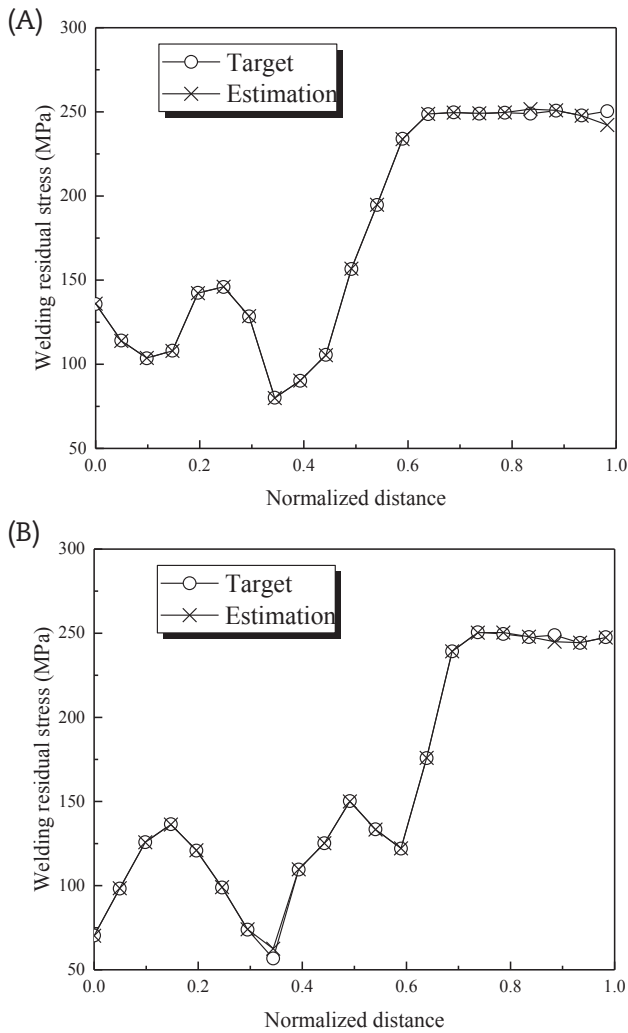 (A)
300
250
200
150
100
50
Welding residual stress (MPa)
Target
Estimation
0.0 0.2 0.4 0.6 0.8 1.0
Normalized distance
(B)
300
250
200
150
100
50
Welding residual stress (MPa)
Target
Estimation
0.0 0.2 0.4 0.6 0.8 1.0
Normalized distance